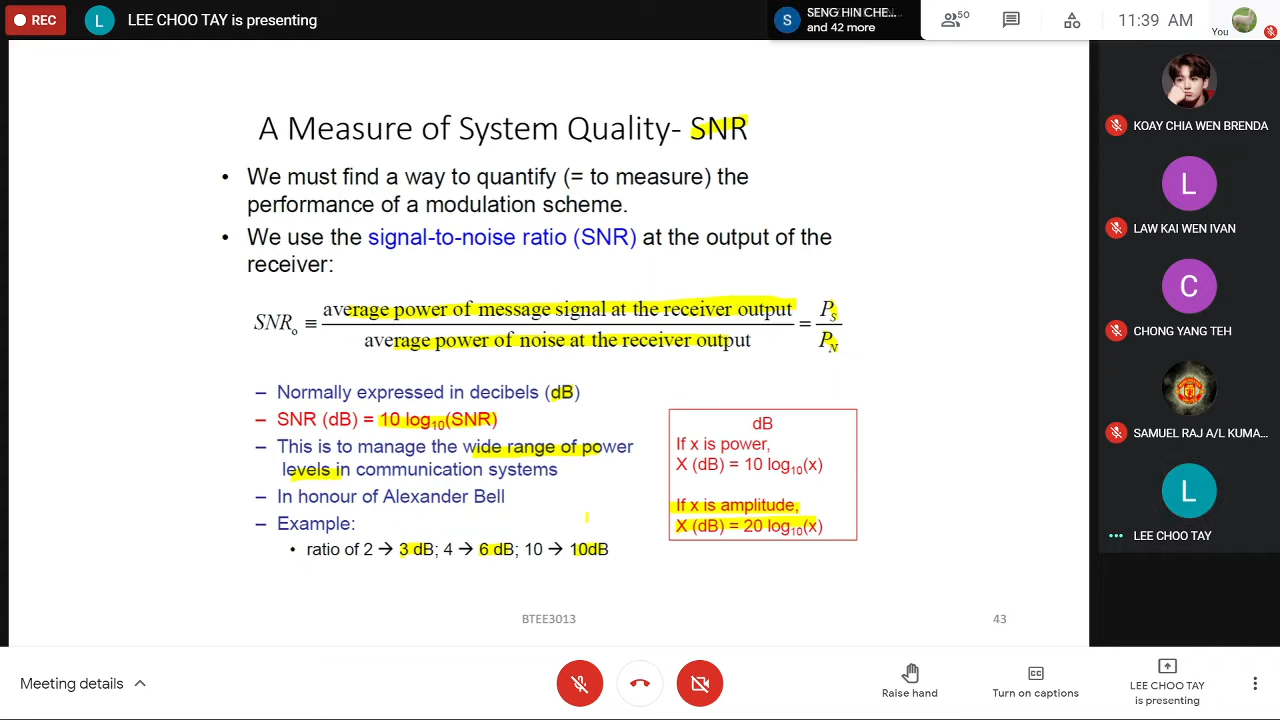 REC
L
LEE CHOO TAY is presenting
S
SENG HIN CHE...
and 42 more
50
11:39 AM
You
A Measure of System Quality- SNR
• We must find a way to quantify (= to measure) the
performance of a modulation scheme.
• We use the signal-to-noise ratio (SNR) at the output of the
receiver:
SNRₒ ≡ average power of message signal at the receiver output / average power of noise at the receiver output = P_S / P_N
– Normally expressed in decibels (dB)
– SNR (dB) = 10 log₁₀(SNR)
– This is to manage the wide range of power
levels in communication systems
– In honour of Alexander Bell
– Example:
• ratio of 2 → 3 dB; 4 → 6 dB; 10 → 10dB
dB
If x is power,
X (dB) = 10 log₁₀(x)
If x is amplitude,
X (dB) = 20 log₁₀(x)
BTEE3013
43
KOAY CHIA WEN BRENDA
L
LAW KAI WEN IVAN
C
CHONG YANG TEH
SAMUEL RAJ A/L KUMA...
L
LEE CHOO TAY
Meeting details
Raise hand
CC
Turn on captions
LEE CHOO TAY
is presenting